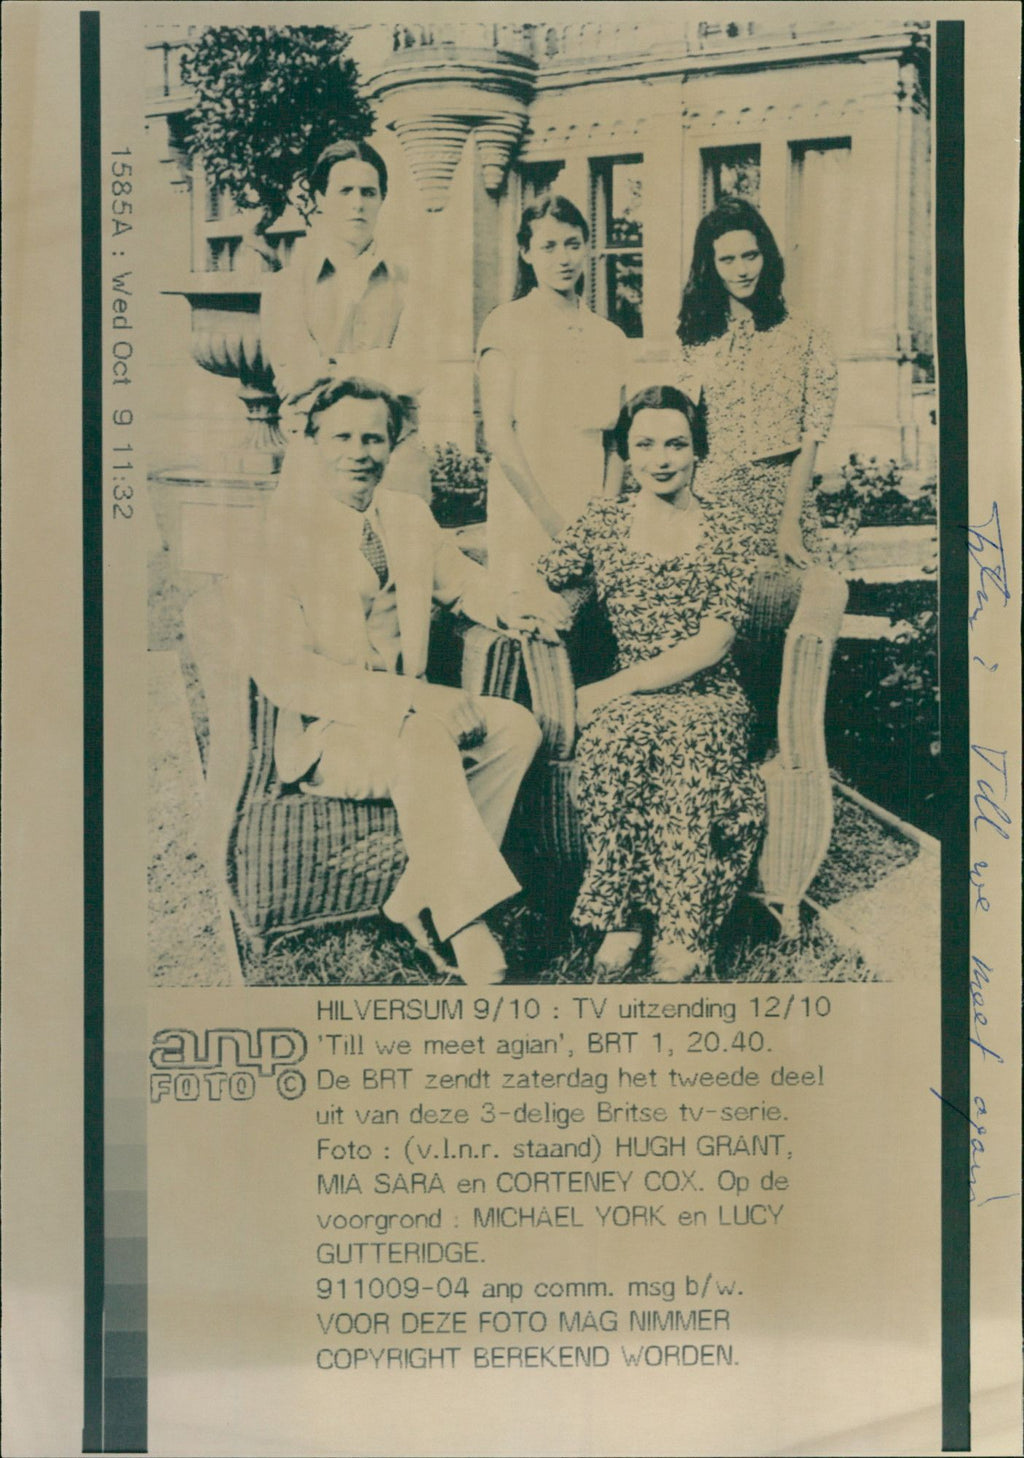 1585A : Wed Oct 9 11:32
HILVERSUM 9/10 : TV uitzending 12/10
'Till we meet agian', BRT 1, 20.40.
De BRT zendt zaterdag het tweede deel
uit van deze 3-delige Britse tv-serie.
Foto : (v.l.n.r. staand) HUGH GRANT,
MIA SARA en CORTENEY COX. Op de
voorgrond : MICHAEL YORK en LUCY
GUTTERIDGE.
911009-04 anp comm. msg b/w.
VOOR DEZE FOTO MAG NIMMER
COPYRIGHT BEREKEND WORDEN.
anp
FOTO ©
Till we meet again